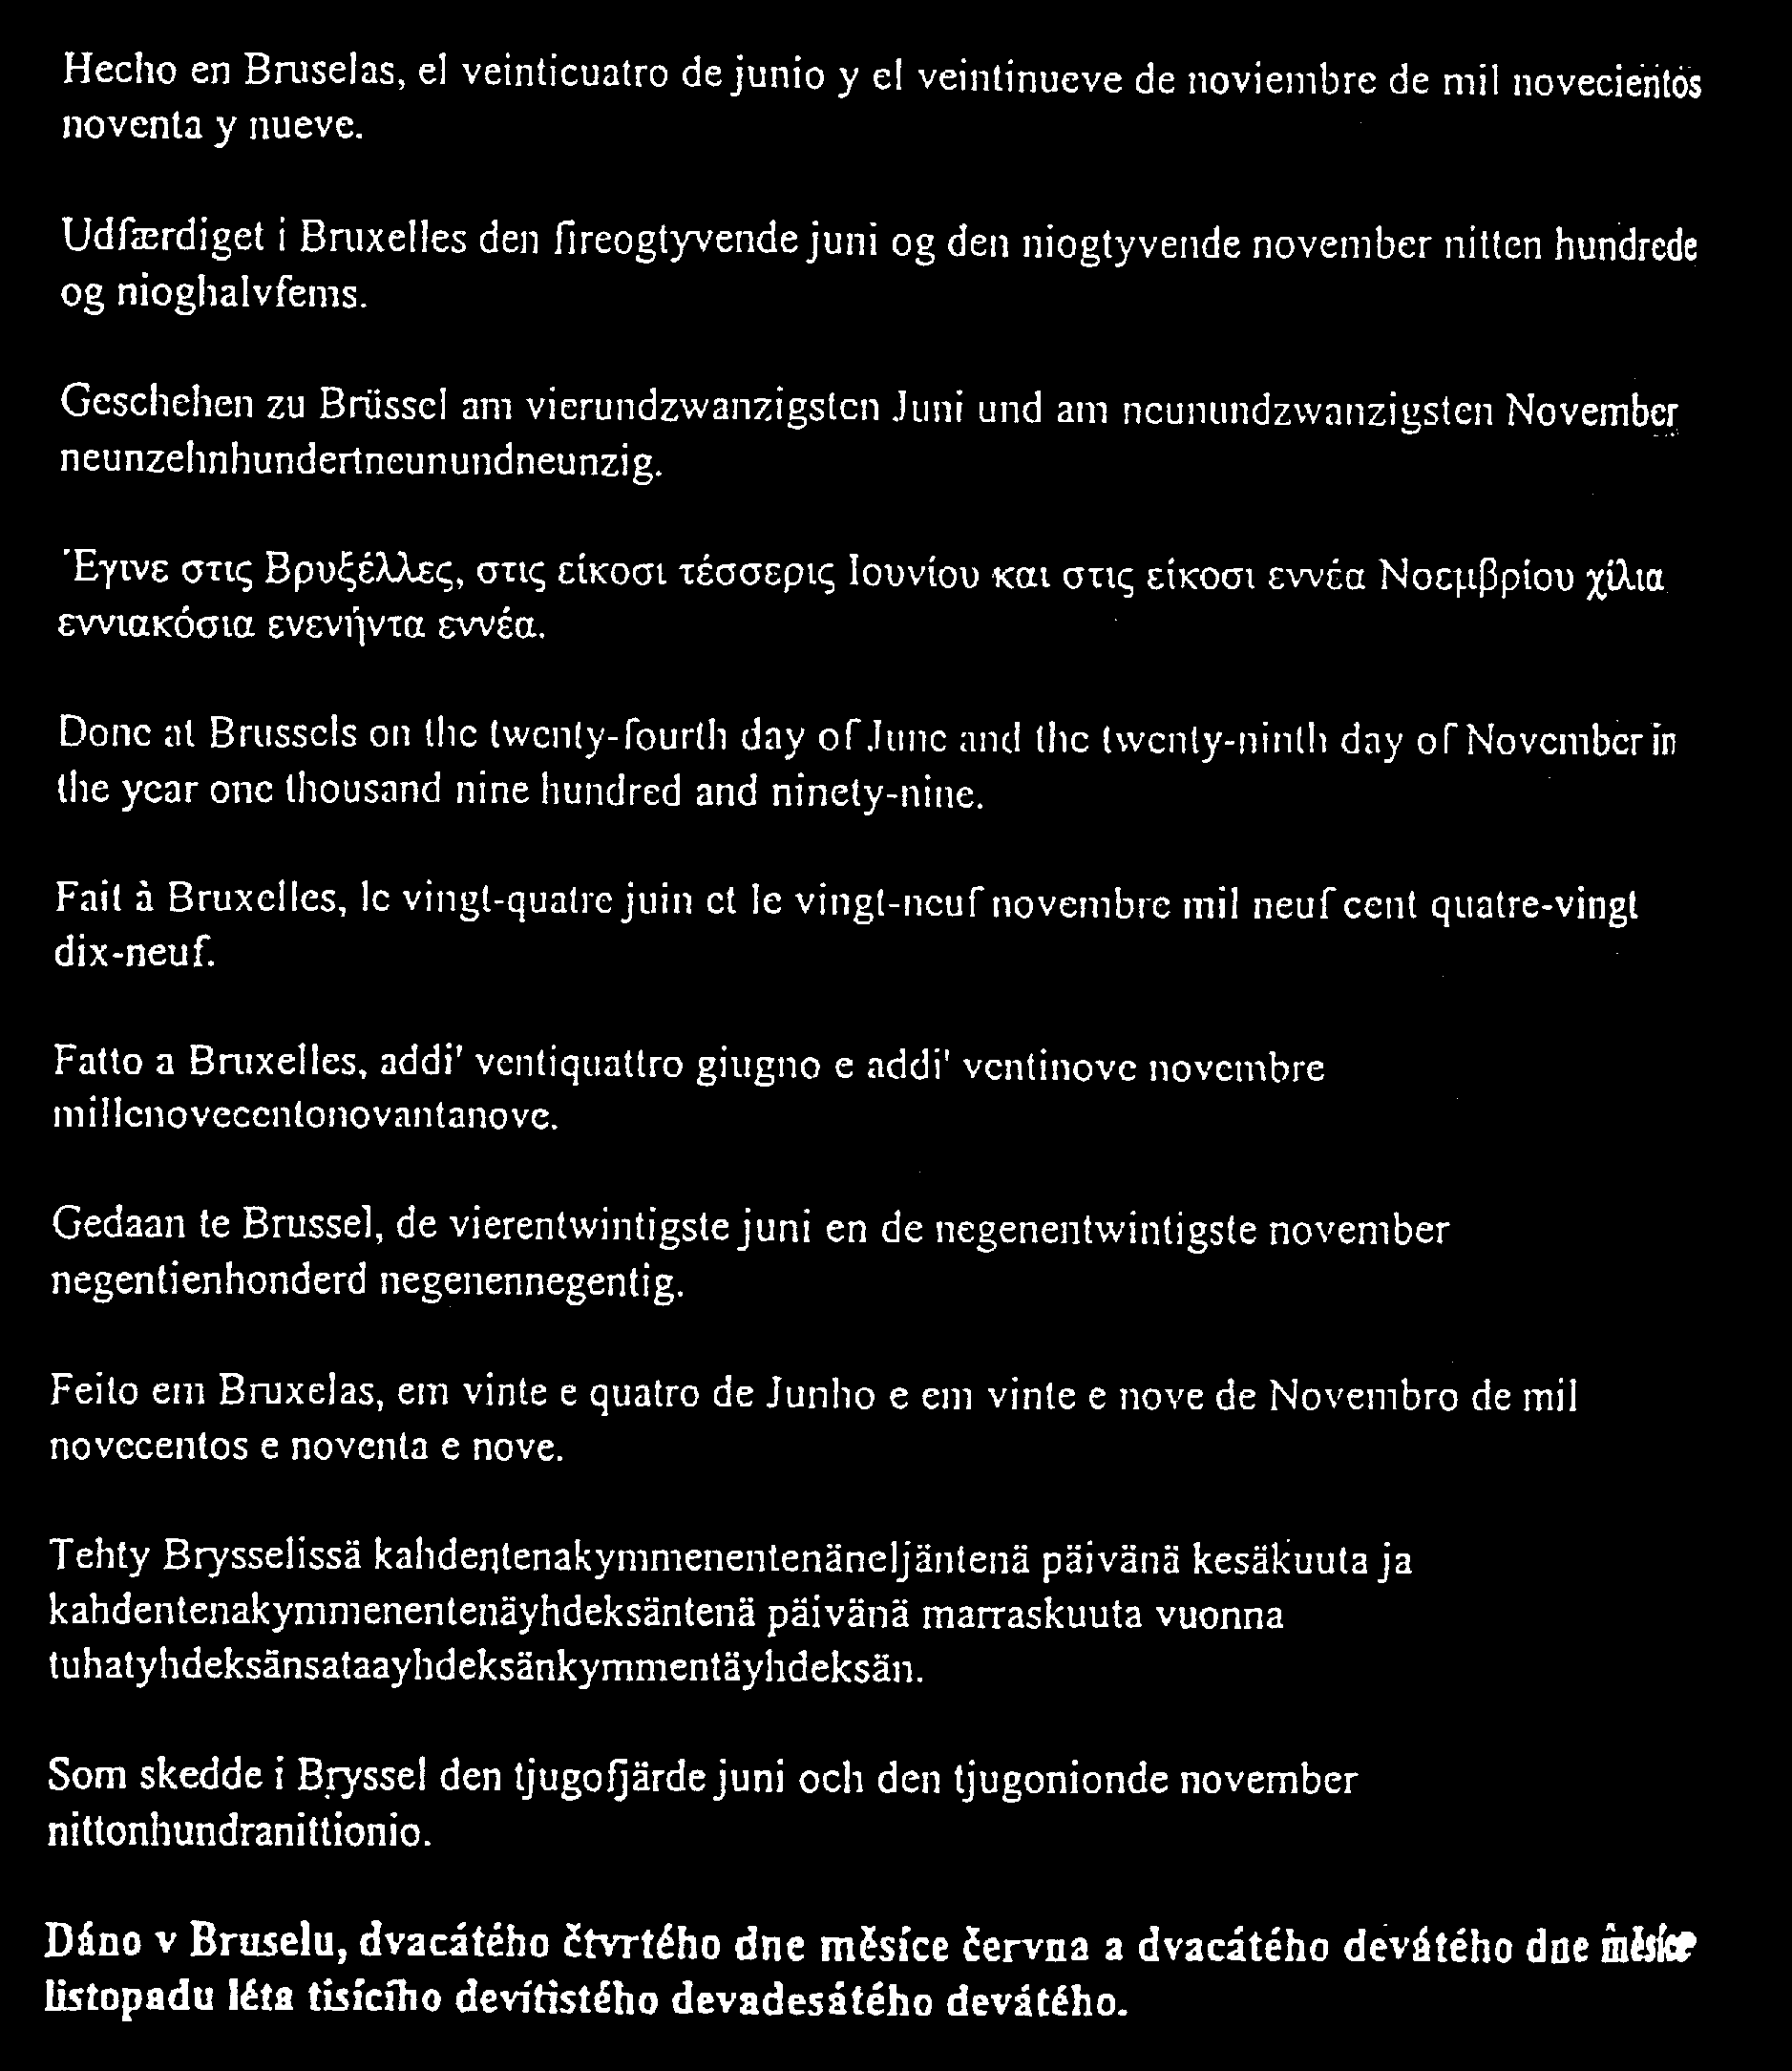 Hecho en Bruselas, el veinticuatro de junio y el veintinueve de noviembre de mil novecientos
noventa y nueve.
Udfærdiget i Bruxelles den fireogtyvende juni og den niogtyvende november nitten hundrede
og nioghalvfems.
Geschehen zu Brüssel am vierundzwanzigsten Juni und am neunundzwanzigsten November
neunzehnhundertneunundneunzig.
Έγινε στις Βρυξέλλες, στις είκοσι τέσσερις Ιουνίου και στις είκοσι εννέα Νοεμβρίου χίλια
εννιακόσια ενενήντα εννέα.
Done at Brussels on the twenty-fourth day of June and the twenty-ninth day of November in
the year one thousand nine hundred and ninety-nine.
Fait à Bruxelles, le vingt-quatre juin et le vingt-neuf novembre mil neuf cent quatre-vingt
dix-neuf.
Fatto a Bruxelles, addi' ventiquattro giugno e addi' ventinove novembre
millenovecentonovantanove.
Gedaan te Brussel, de vierentwintigste juni en de negenentwintigste november
negentienhonderd negenennegentig.
Feito em Bruxelas, em vinte e quatro de Junho e em vinte e nove de Novembro de mil
novecentos e noventa e nove.
Tehty Brysselissä kahdentenakymmenentenäneljäntenä päivänä kesäkuuta ja
kahdentenakymmenentenäyhdeksäntenä päivänä marraskuuta vuonna
tuhatyhdeksänsataayhdeksänkymmentäyhdeksän.
Som skedde i Bryssel den tjugofjärde juni och den tjugonionde november
nittonhundranittionio.
Dáno v Bruselu, dvacátého čtvrtého dne měsíce června a dvacátého devátého dne měsíce
listopadu léta tisícího devítistého devadesátého devátého.